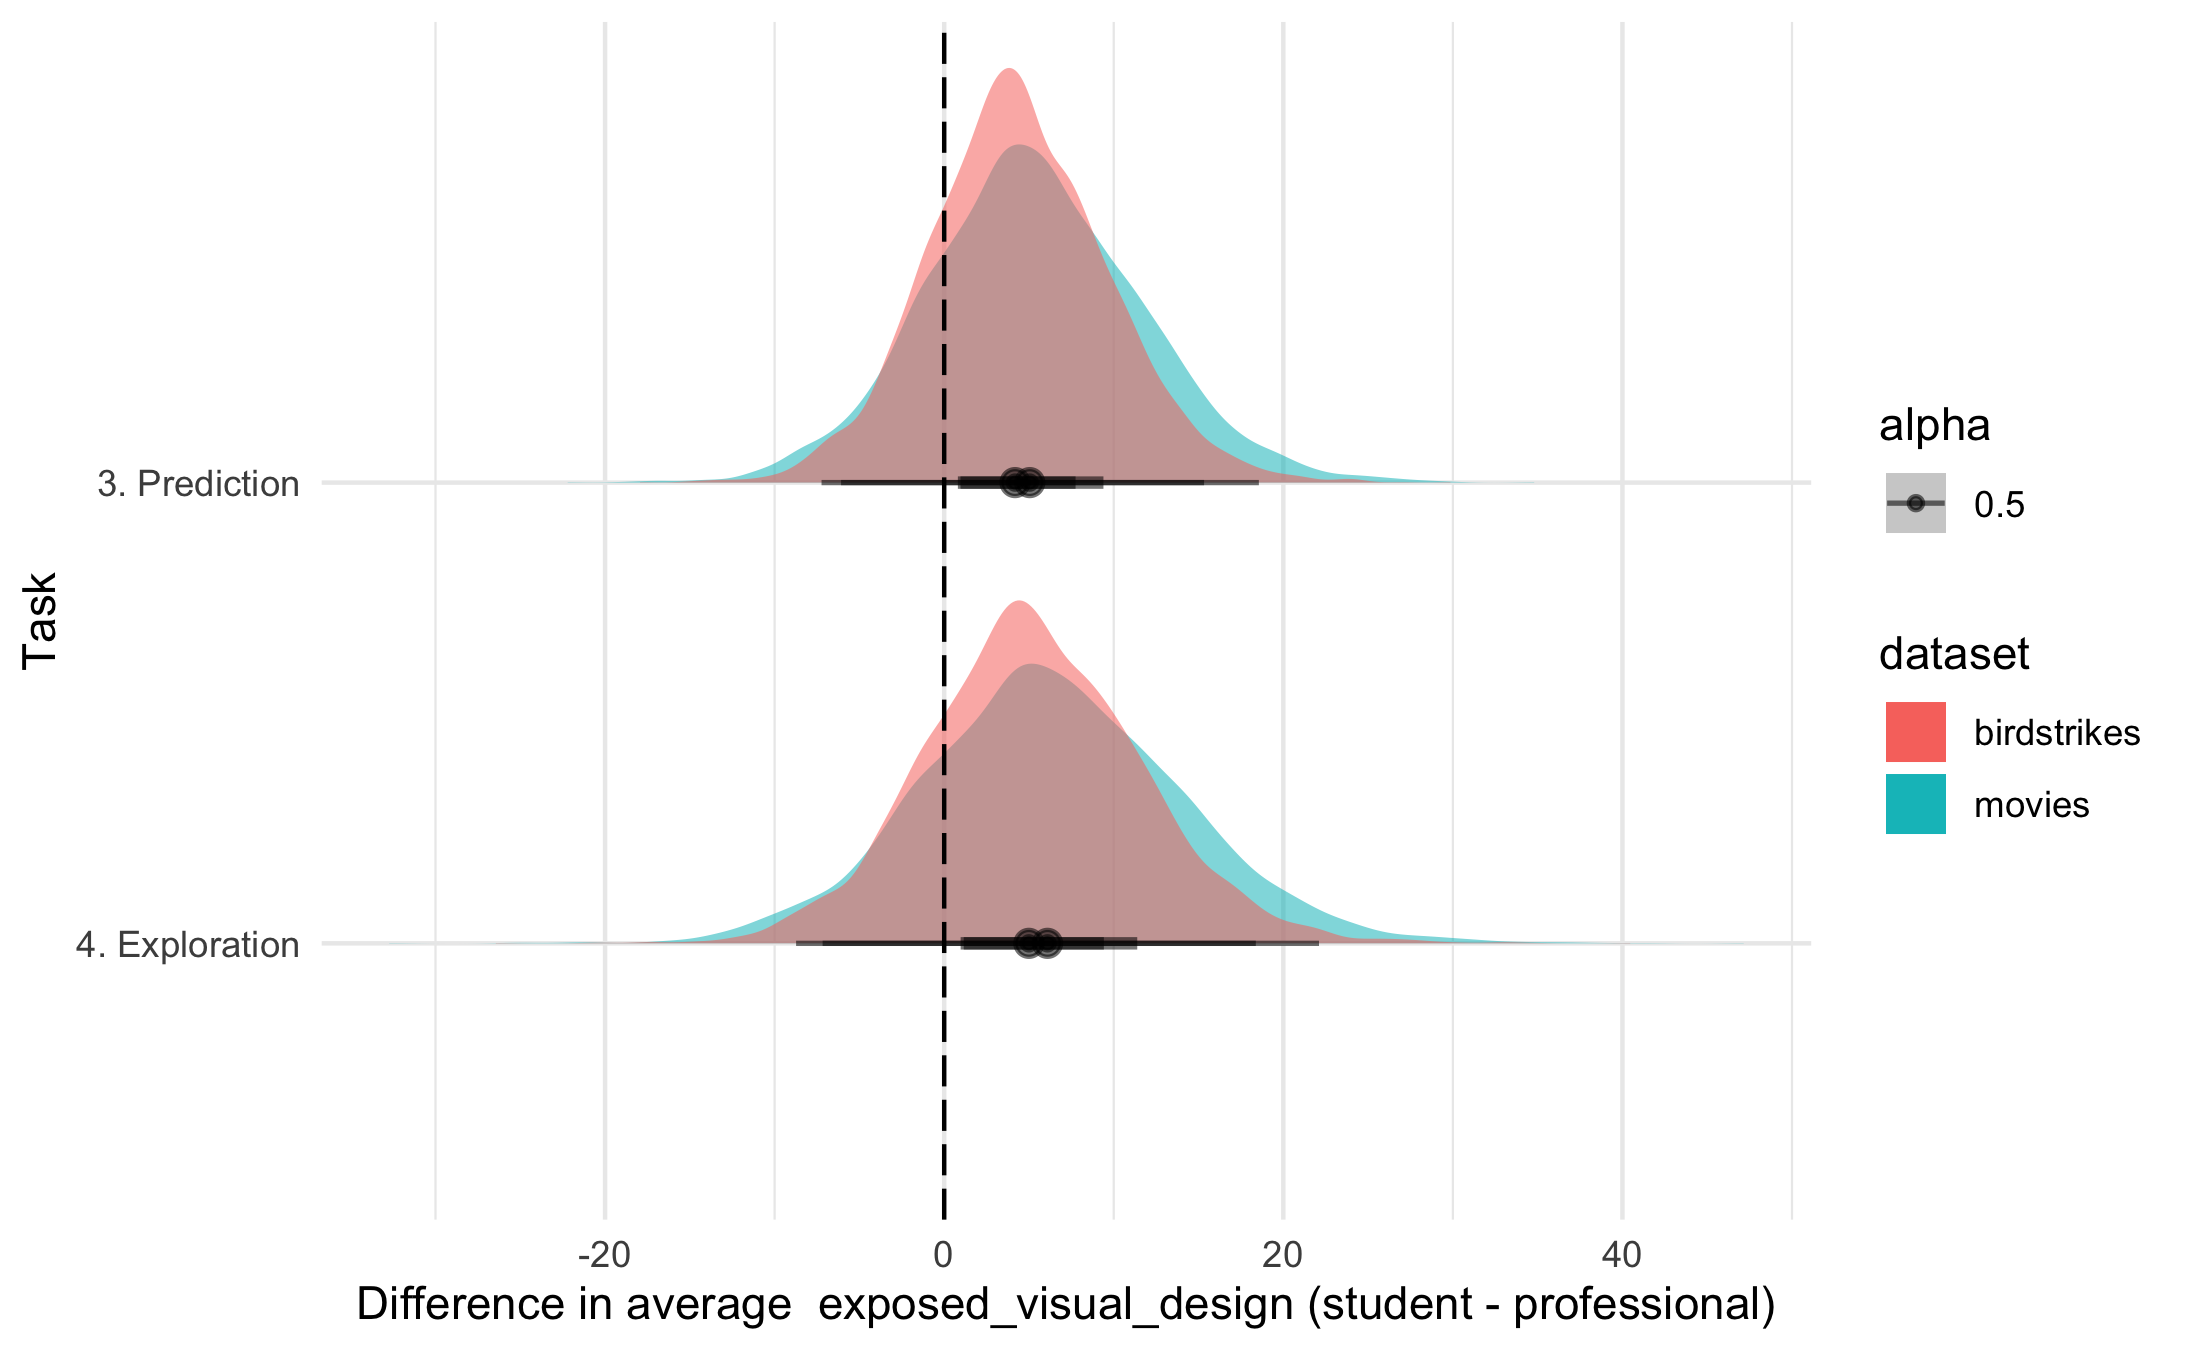 3. Prediction
4. Exploration
Task
-20
0
20
40
Difference in average  exposed_visual_design (student - professional)
alpha
0.5
dataset
birdstrikes
movies